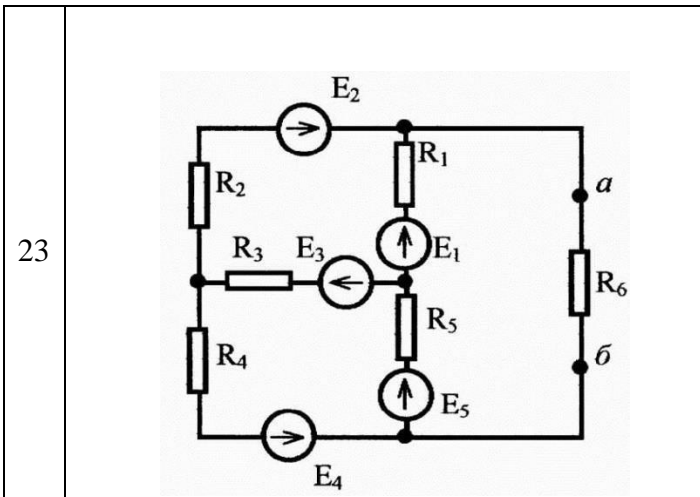 23
E₂
R₁
R₂
а
R₃ E₃ E₁
R₆
R₅
R₄
б
E₅
E₄